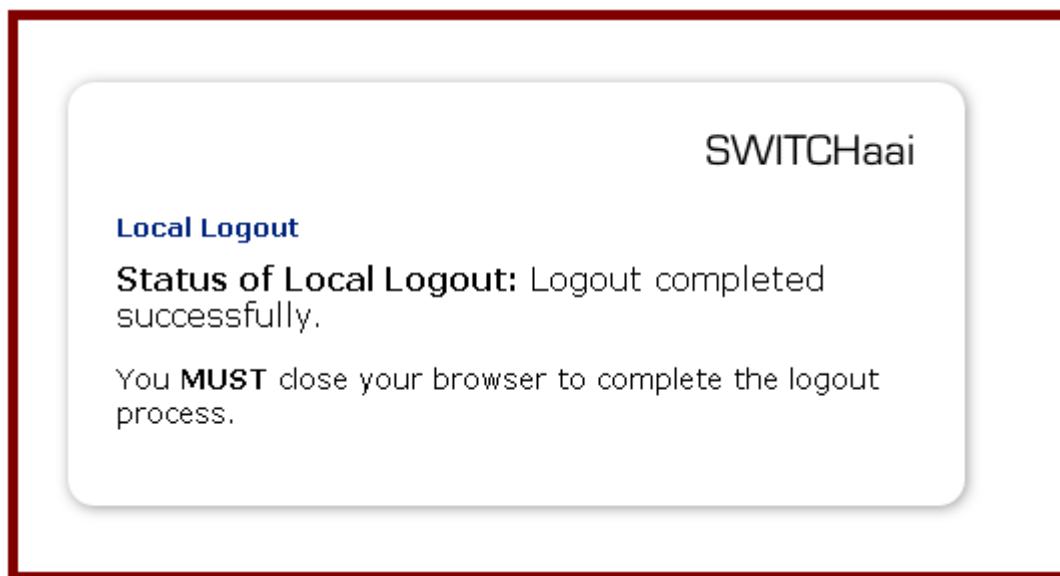 SWITCHaai
Local Logout
Status of Local Logout: Logout completed
successfully.
You MUST close your browser to complete the logout
process.